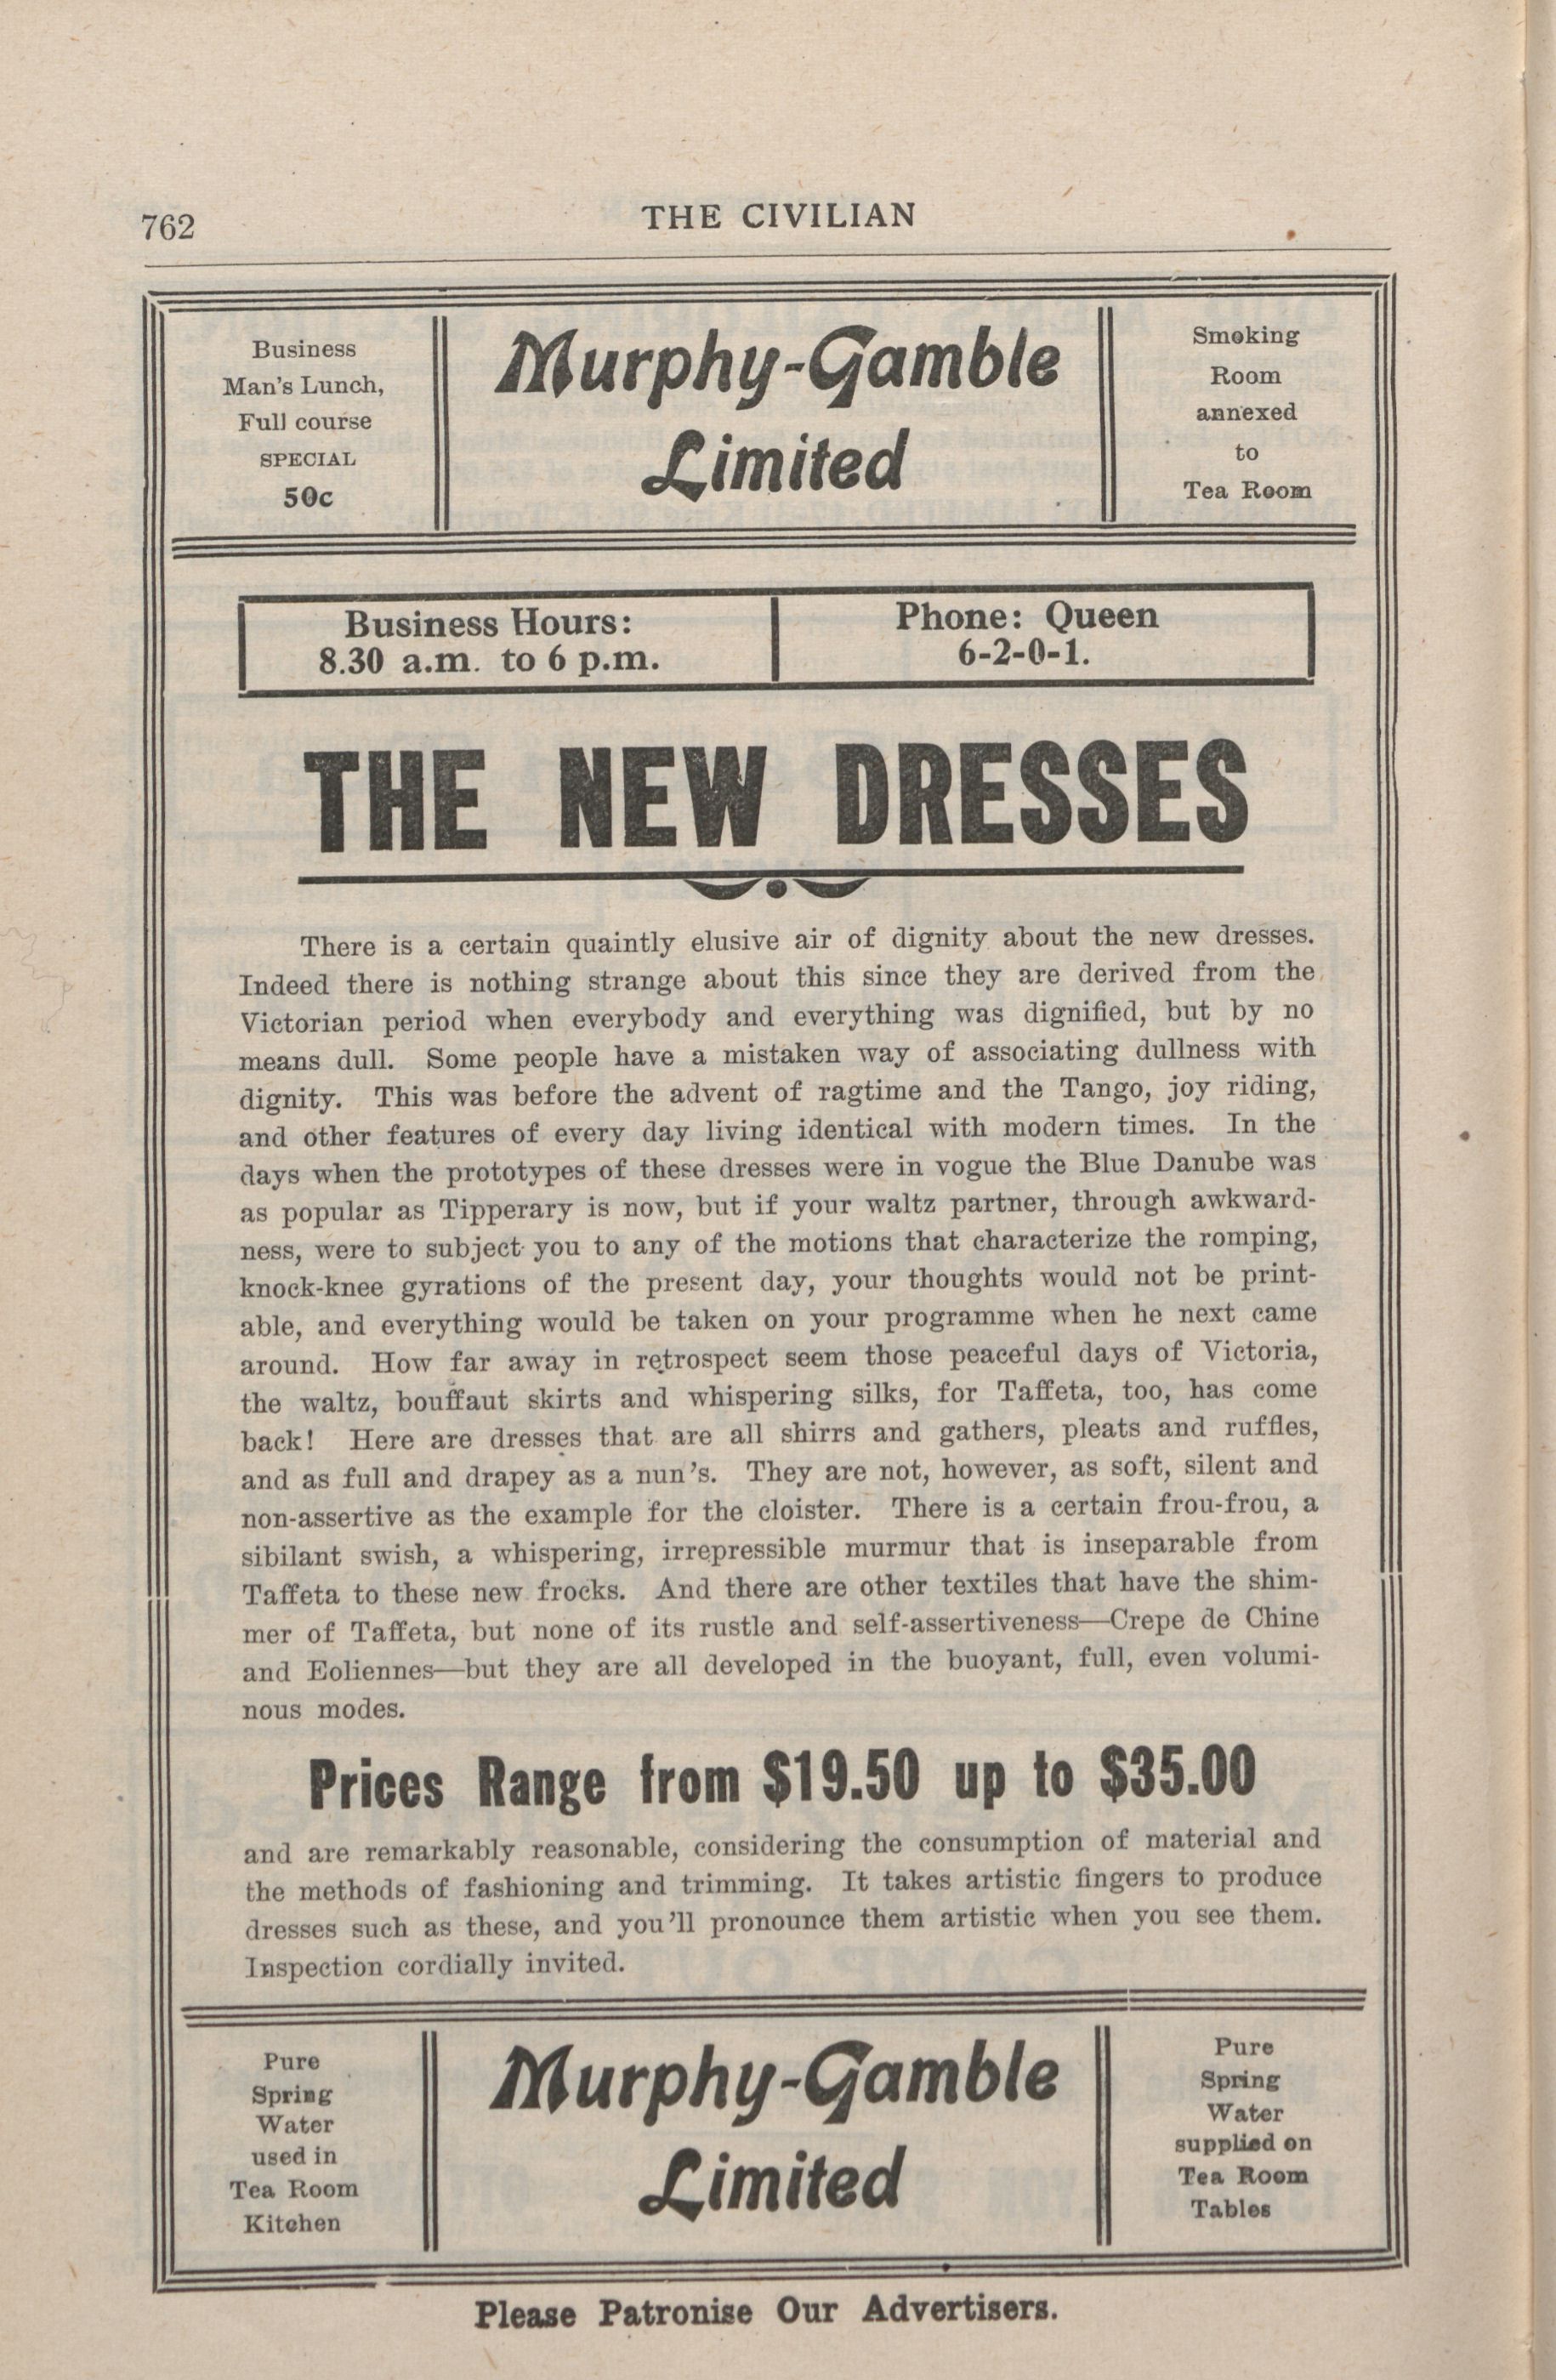 762
THE CIVILIAN
Business
Man's Lunch,
Full course
SPECIAL
50c
Murphy-Gamble
Limited
Smoking
Room
annexed
to
Tea Room
Business Hours:
8.30 a.m. to 6 p.m.
Phone: Queen
6-2-0-1.
THE NEW DRESSES
There is a certain quaintly elusive air of dignity about the new dresses.
Indeed there is nothing strange about this since they are derived from the
Victorian period when everybody and everything was dignified, but by no
means dull. Some people have a mistaken way of associating dullness with
dignity. This was before the advent of ragtime and the Tango, joy riding,
and other features of every day living identical with modern times. In the
days when the prototypes of these dresses were in vogue the Blue Danube was
as popular as Tipperary is now, but if your waltz partner, through awkward-
ness, were to subject you to any of the motions that characterize the romping,
knock-knee gyrations of the present day, your thoughts would not be print-
able, and everything would be taken on your programme when he next came
around. How far away in retrospect seem those peaceful days of Victoria,
the waltz, bouffaut skirts and whispering silks, for Taffeta, too, has come
back! Here are dresses that are all shirrs and gathers, pleats and ruffles,
and as full and drapey as a nun's. They are not, however, as soft, silent and
non-assertive as the example for the cloister. There is a certain frou-frou, a
sibilant swish, a whispering, irrepressible murmur that is inseparable from
Taffeta to these new frocks. And there are other textiles that have the shim-
mer of Taffeta, but none of its rustle and self-assertiveness—Crepe de Chine
and Eoliennes—but they are all developed in the buoyant, full, even volumi-
nous modes.
Prices Range from $19.50 up to $35.00
and are remarkably reasonable, considering the consumption of material and
the methods of fashioning and trimming. It takes artistic fingers to produce
dresses such as these, and you'll pronounce them artistic when you see them.
Inspection cordially invited.
Pure
Spring
Water
used in
Tea Room
Kitchen
Murphy-Gamble
Limited
Pure
Spring
Water
supplied on
Tea Room
Tables
Please Patronise Our Advertisers.